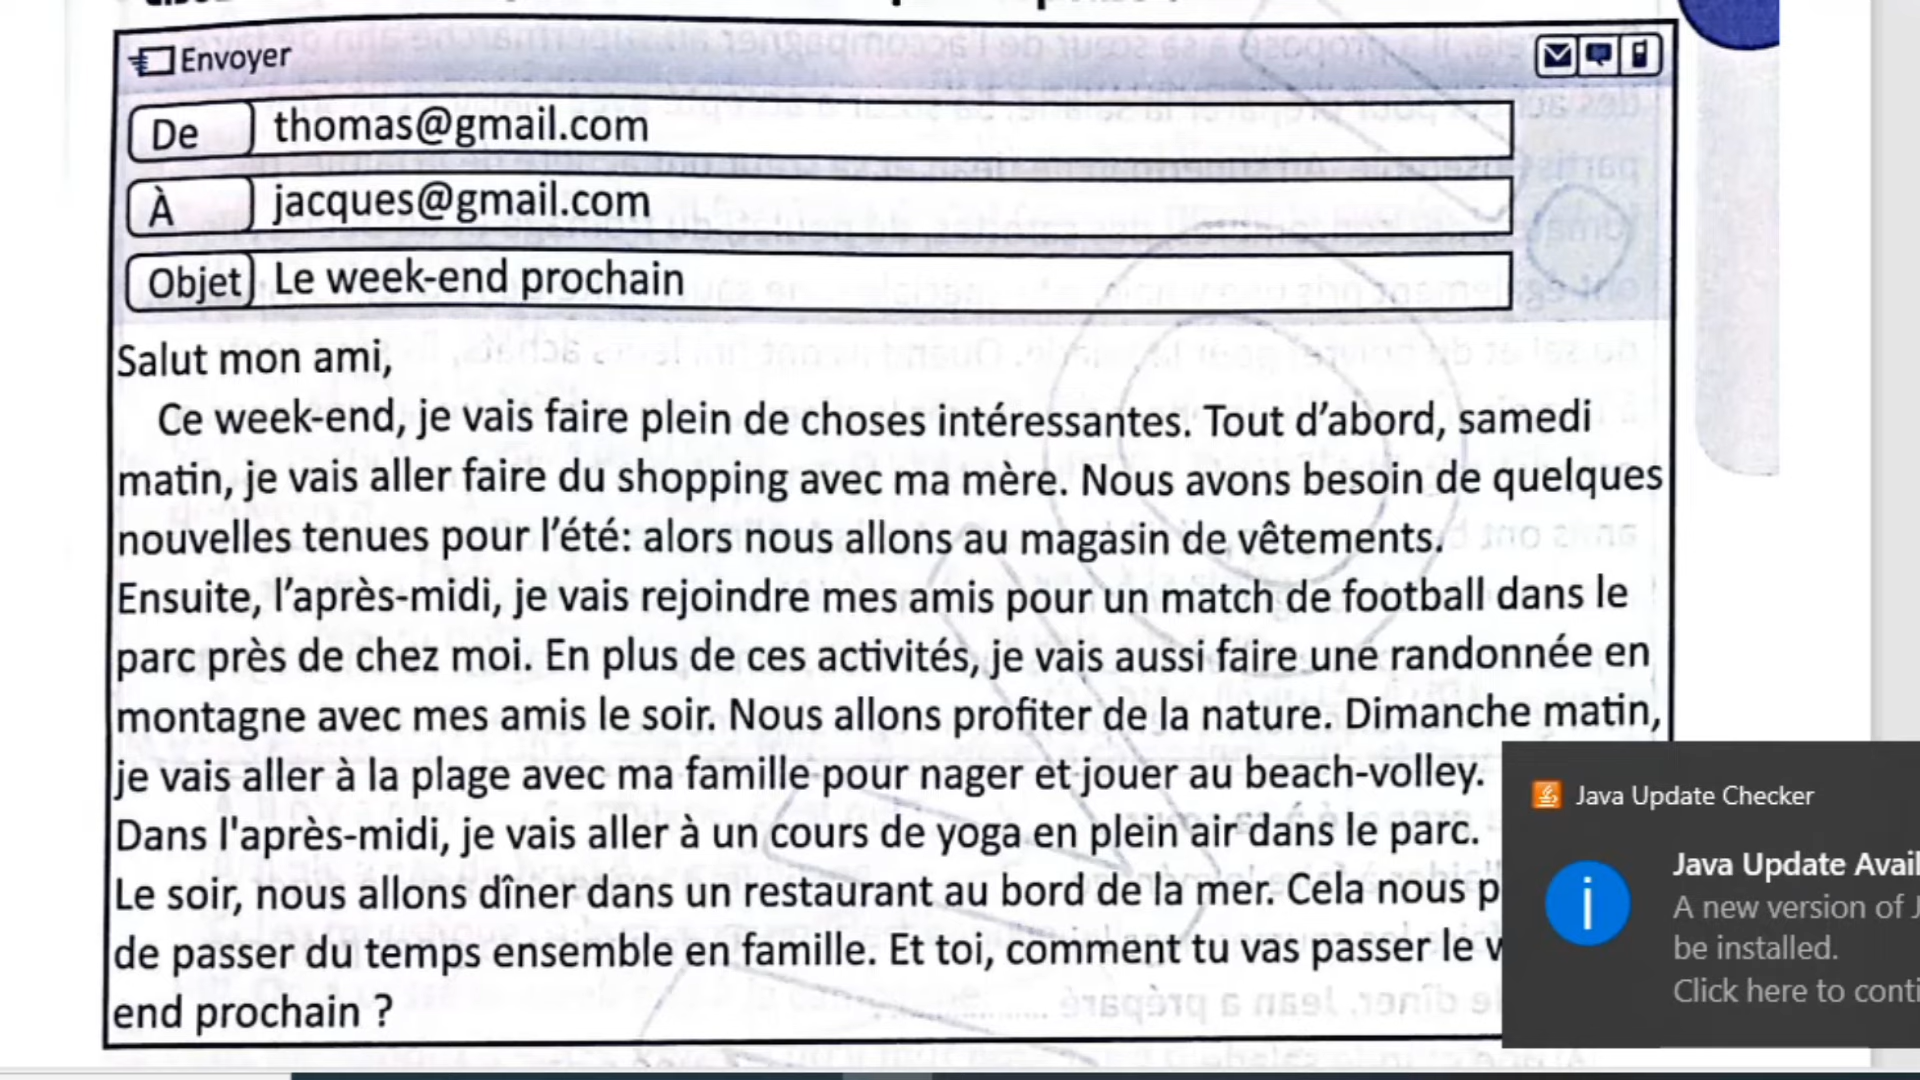 Envoyer
De thomas@gmail.com
À jacques@gmail.com
Objet Le week-end prochain
Salut mon ami,
Ce week-end, je vais faire plein de choses intéressantes. Tout d’abord, samedi
matin, je vais aller faire du shopping avec ma mère. Nous avons besoin de quelques
nouvelles tenues pour l’été: alors nous allons au magasin de vêtements.
Ensuite, l’après-midi, je vais rejoindre mes amis pour un match de football dans le
parc près de chez moi. En plus de ces activités, je vais aussi faire une randonnée en
montagne avec mes amis le soir. Nous allons profiter de la nature. Dimanche matin,
je vais aller à la plage avec ma famille pour nager et jouer au beach-volley.
Dans l'après-midi, je vais aller à un cours de yoga en plein air dans le parc.
Le soir, nous allons dîner dans un restaurant au bord de la mer. Cela nous p
de passer du temps ensemble en famille. Et toi, comment tu vas passer le w
end prochain ?
Java Update Checker
Java Update Avail
A new version of J
be installed.
Click here to conti